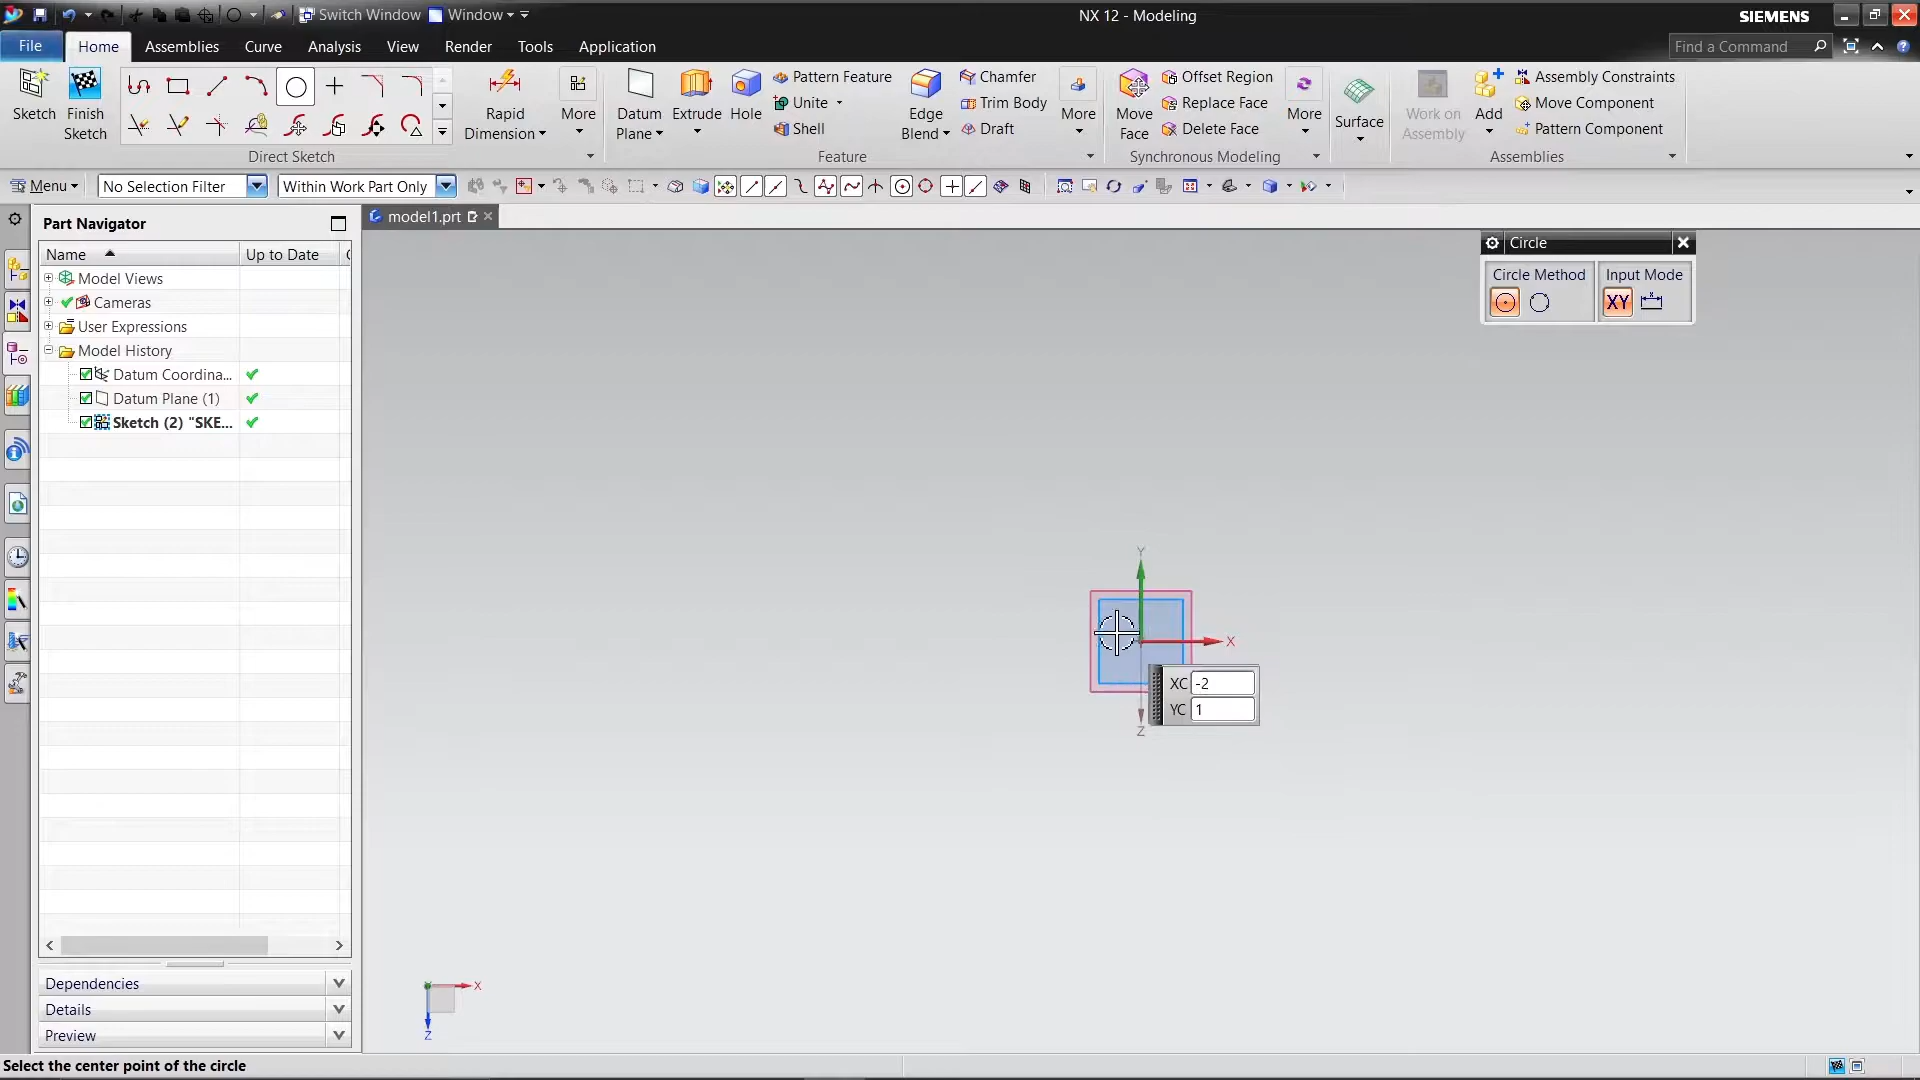 Switch Window Window NX 12 - Modeling SIEMENS
File Home Assemblies Curve Analysis View Render Tools Application Find a Command
Sketch
Finish
Sketch
Direct Sketch
Rapid
Dimension
More
Datum
Plane
Extrude
Hole
Pattern Feature
Unite
Shell
Edge
Blend
Chamfer
Trim Body
Draft
More
Feature
Move
Face
Offset Region
Replace Face
Delete Face
More
Synchronous Modeling
Surface
Work on
Assembly
Add
Assembly Constraints
Move Component
Pattern Component
Assemblies
Menu No Selection Filter Within Work Part Only
Part Navigator
model1.prt
Name Up to Date
Model Views
Cameras
User Expressions
Model History
Datum Coordina...
Datum Plane (1)
Sketch (2) "SKE...
Dependencies
Details
Preview
Circle
Circle Method Input Mode
XY
Y
X
XC -2
YC 1
Z
X
Z
Select the center point of the circle